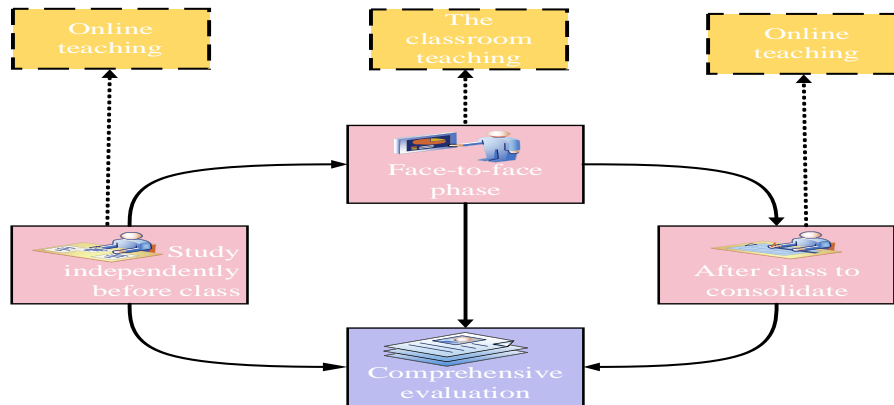 Online
teaching
The
classroom
teaching
Online
teaching
Face-to-face
phase
Study
independently
before class
After class to
consolidate
Comprehensive
evaluation